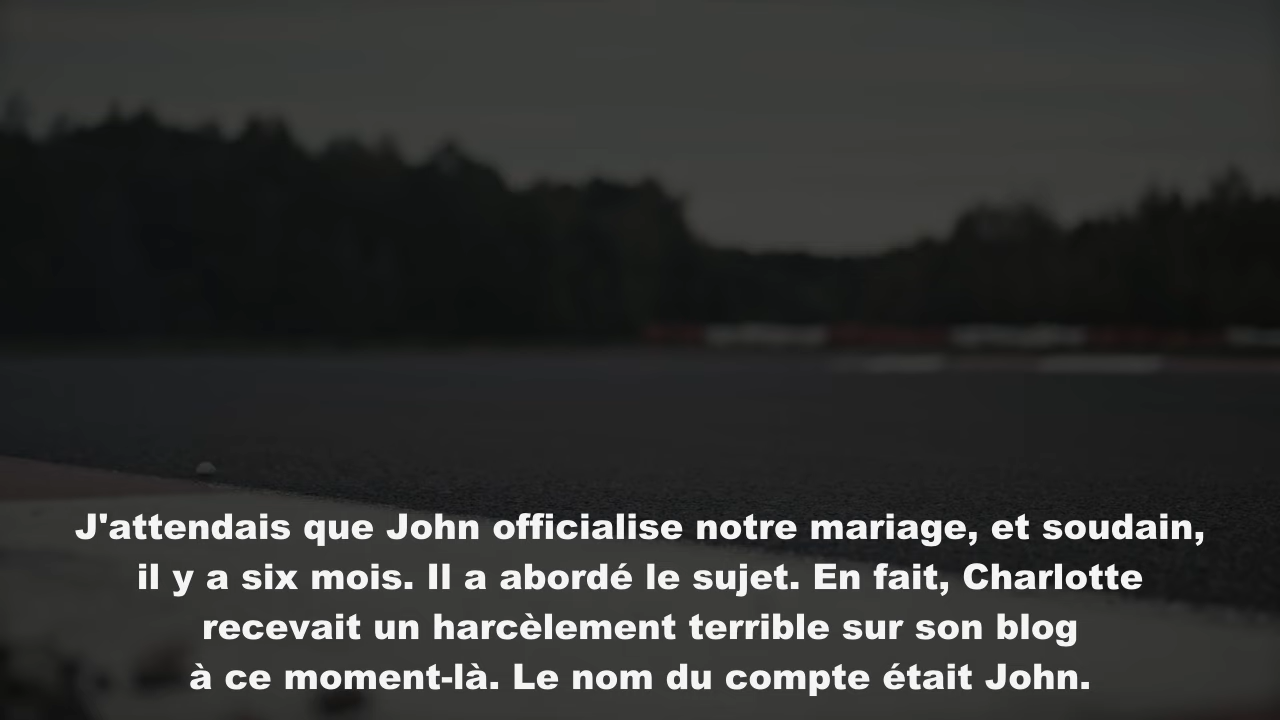 J'attendais que John officialise notre mariage, et soudain,
il y a six mois. Il a abordé le sujet. En fait, Charlotte
recevait un harcèlement terrible sur son blog
à ce moment-là. Le nom du compte était John.